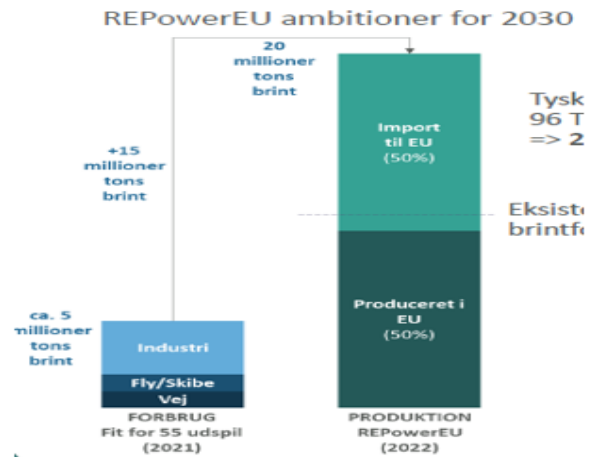 REPowerEU ambitioner for 2030
20
millioner
tons
brint
+15
millioner
tons
brint
ca. 5
millioner
tons
brint
Industri
Fly/Skibe
Vej
FORBRUG
Fit for 55 udspil
(2021)
Import
til EU
(50%)
Produceret i
EU
(50%)
PRODUKTION
REPowerEU
(2022)
Tysk
96 T
=> 2
Eksiste
brintf